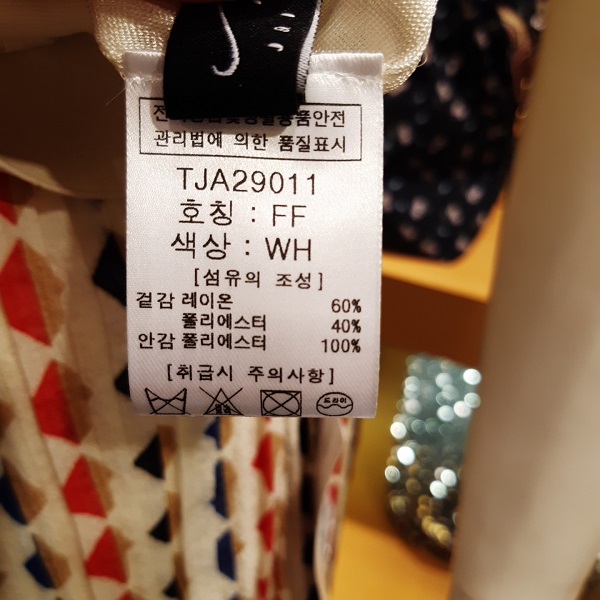 관리법에 의한 품질표시
TJA29011
호칭 : FF
색상 : WH
[섬유의 조성]
겉감 레이온 60%
폴리에스터 40%
안감 폴리에스터 100%
[취급시 주의사항]
드라이